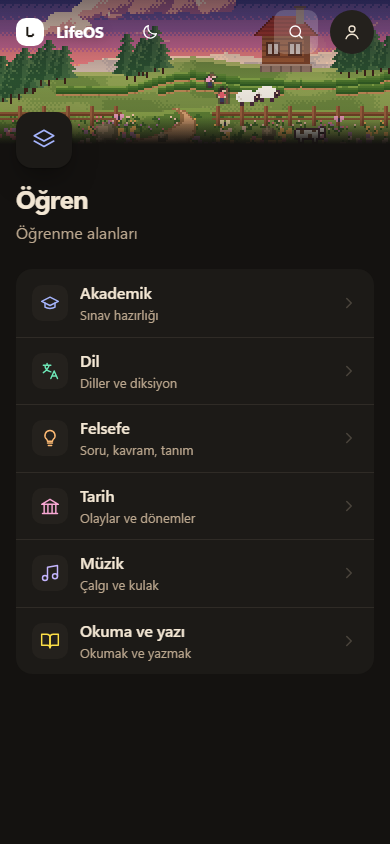 L LifeOS
Öğren
Öğrenme alanları
Akademik
Sınav hazırlığı
Dil
Diller ve diksiyon
Felsefe
Soru, kavram, tanım
Tarih
Olaylar ve dönemler
Müzik
Çalgı ve kulak
Okuma ve yazı
Okumak ve yazmak